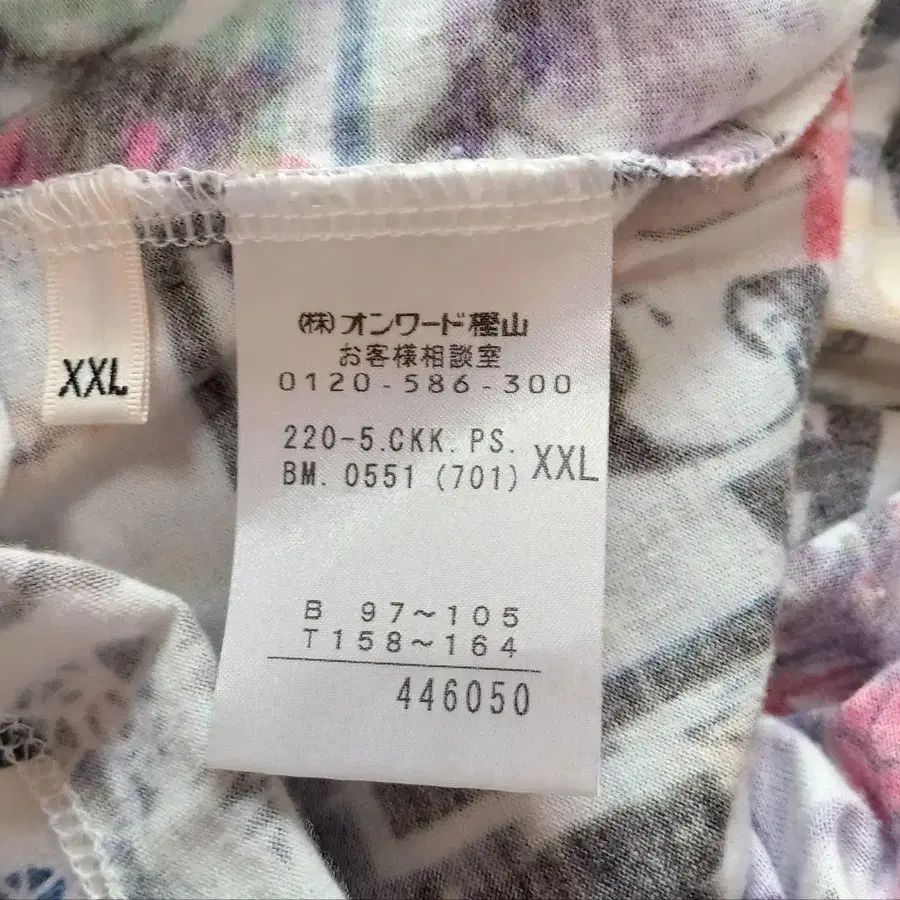 XXL
(株)オンワード樫山
お客様相談室
0120-586-300
220-5.CKK.PS.
BM.0551(701) XXL
B 97~105
T158~164
446050